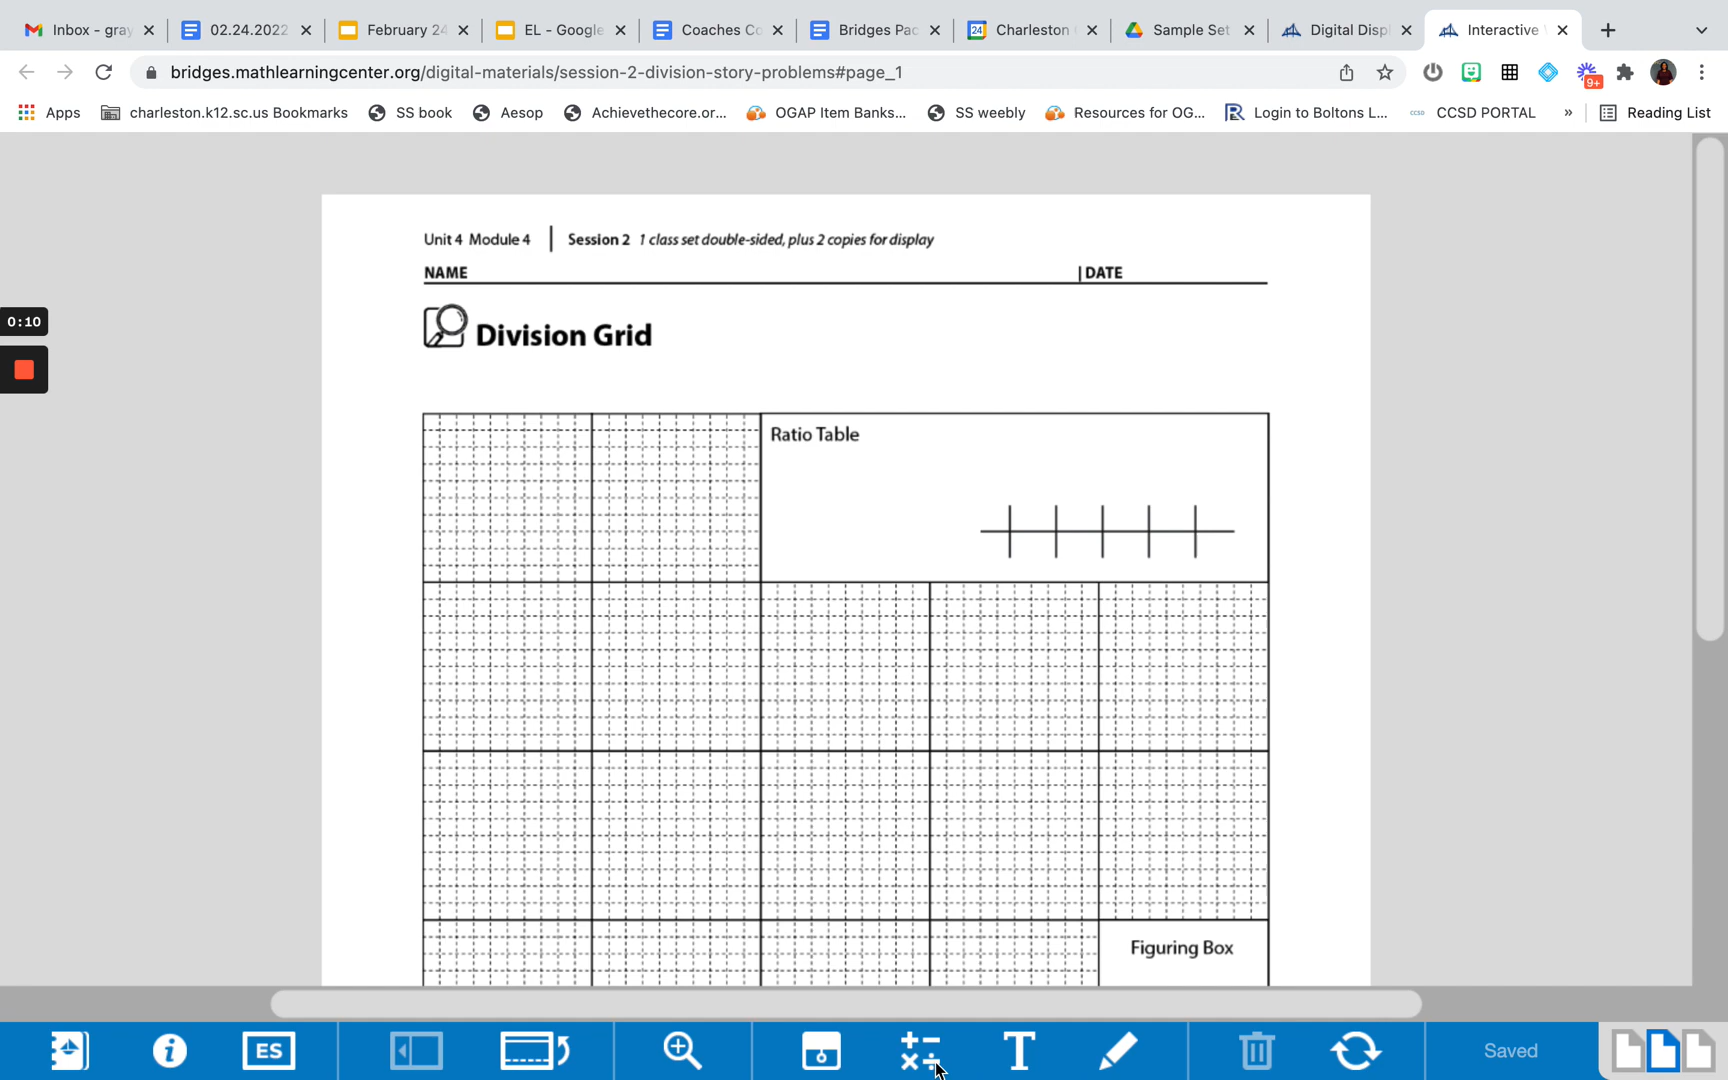 Inbox - gray
02.24.2022
February 24
EL - Google
Coaches Co
Bridges Pac
Charleston
Sample Set
Digital Disp
Interactive
bridges.mathlearningcenter.org/digital-materials/session-2-division-story-problems#page_1
9+
Apps
charleston.k12.sc.us Bookmarks
SS book
Aesop
Achievethecore.or...
OGAP Item Banks...
SS weebly
Resources for OG...
Login to Boltons L...
CCSD PORTAL
»
Reading List
Unit 4 Module 4 | Session 2 1 class set double-sided, plus 2 copies for display
NAME | DATE
0:10
Division Grid
Ratio Table
Figuring Box
ES
T
Saved